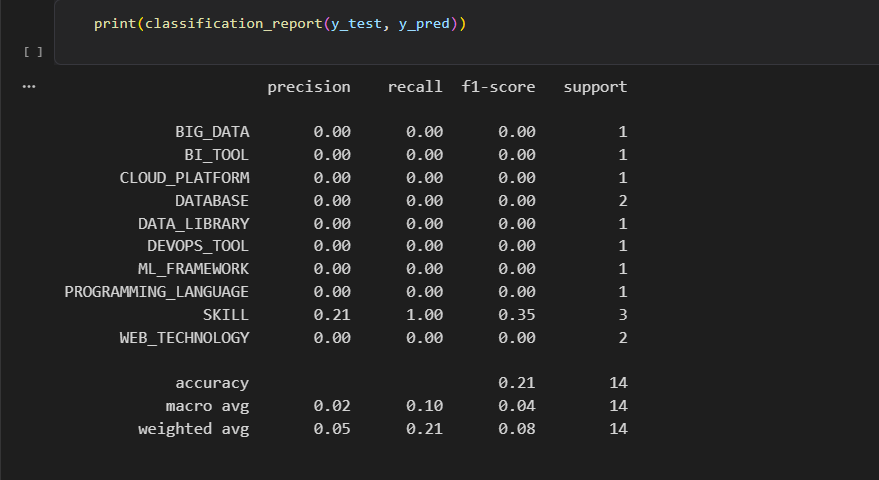 print(classification_report(y_test, y_pred))
[ ]
...
precision recall f1-score support
BIG_DATA 0.00 0.00 0.00 1
BI_TOOL 0.00 0.00 0.00 1
CLOUD_PLATFORM 0.00 0.00 0.00 1
DATABASE 0.00 0.00 0.00 2
DATA_LIBRARY 0.00 0.00 0.00 1
DEVOPS_TOOL 0.00 0.00 0.00 1
ML_FRAMEWORK 0.00 0.00 0.00 1
PROGRAMMING_LANGUAGE 0.00 0.00 0.00 1
SKILL 0.21 1.00 0.35 3
WEB_TECHNOLOGY 0.00 0.00 0.00 2
accuracy 0.21 14
macro avg 0.02 0.10 0.04 14
weighted avg 0.05 0.21 0.08 14